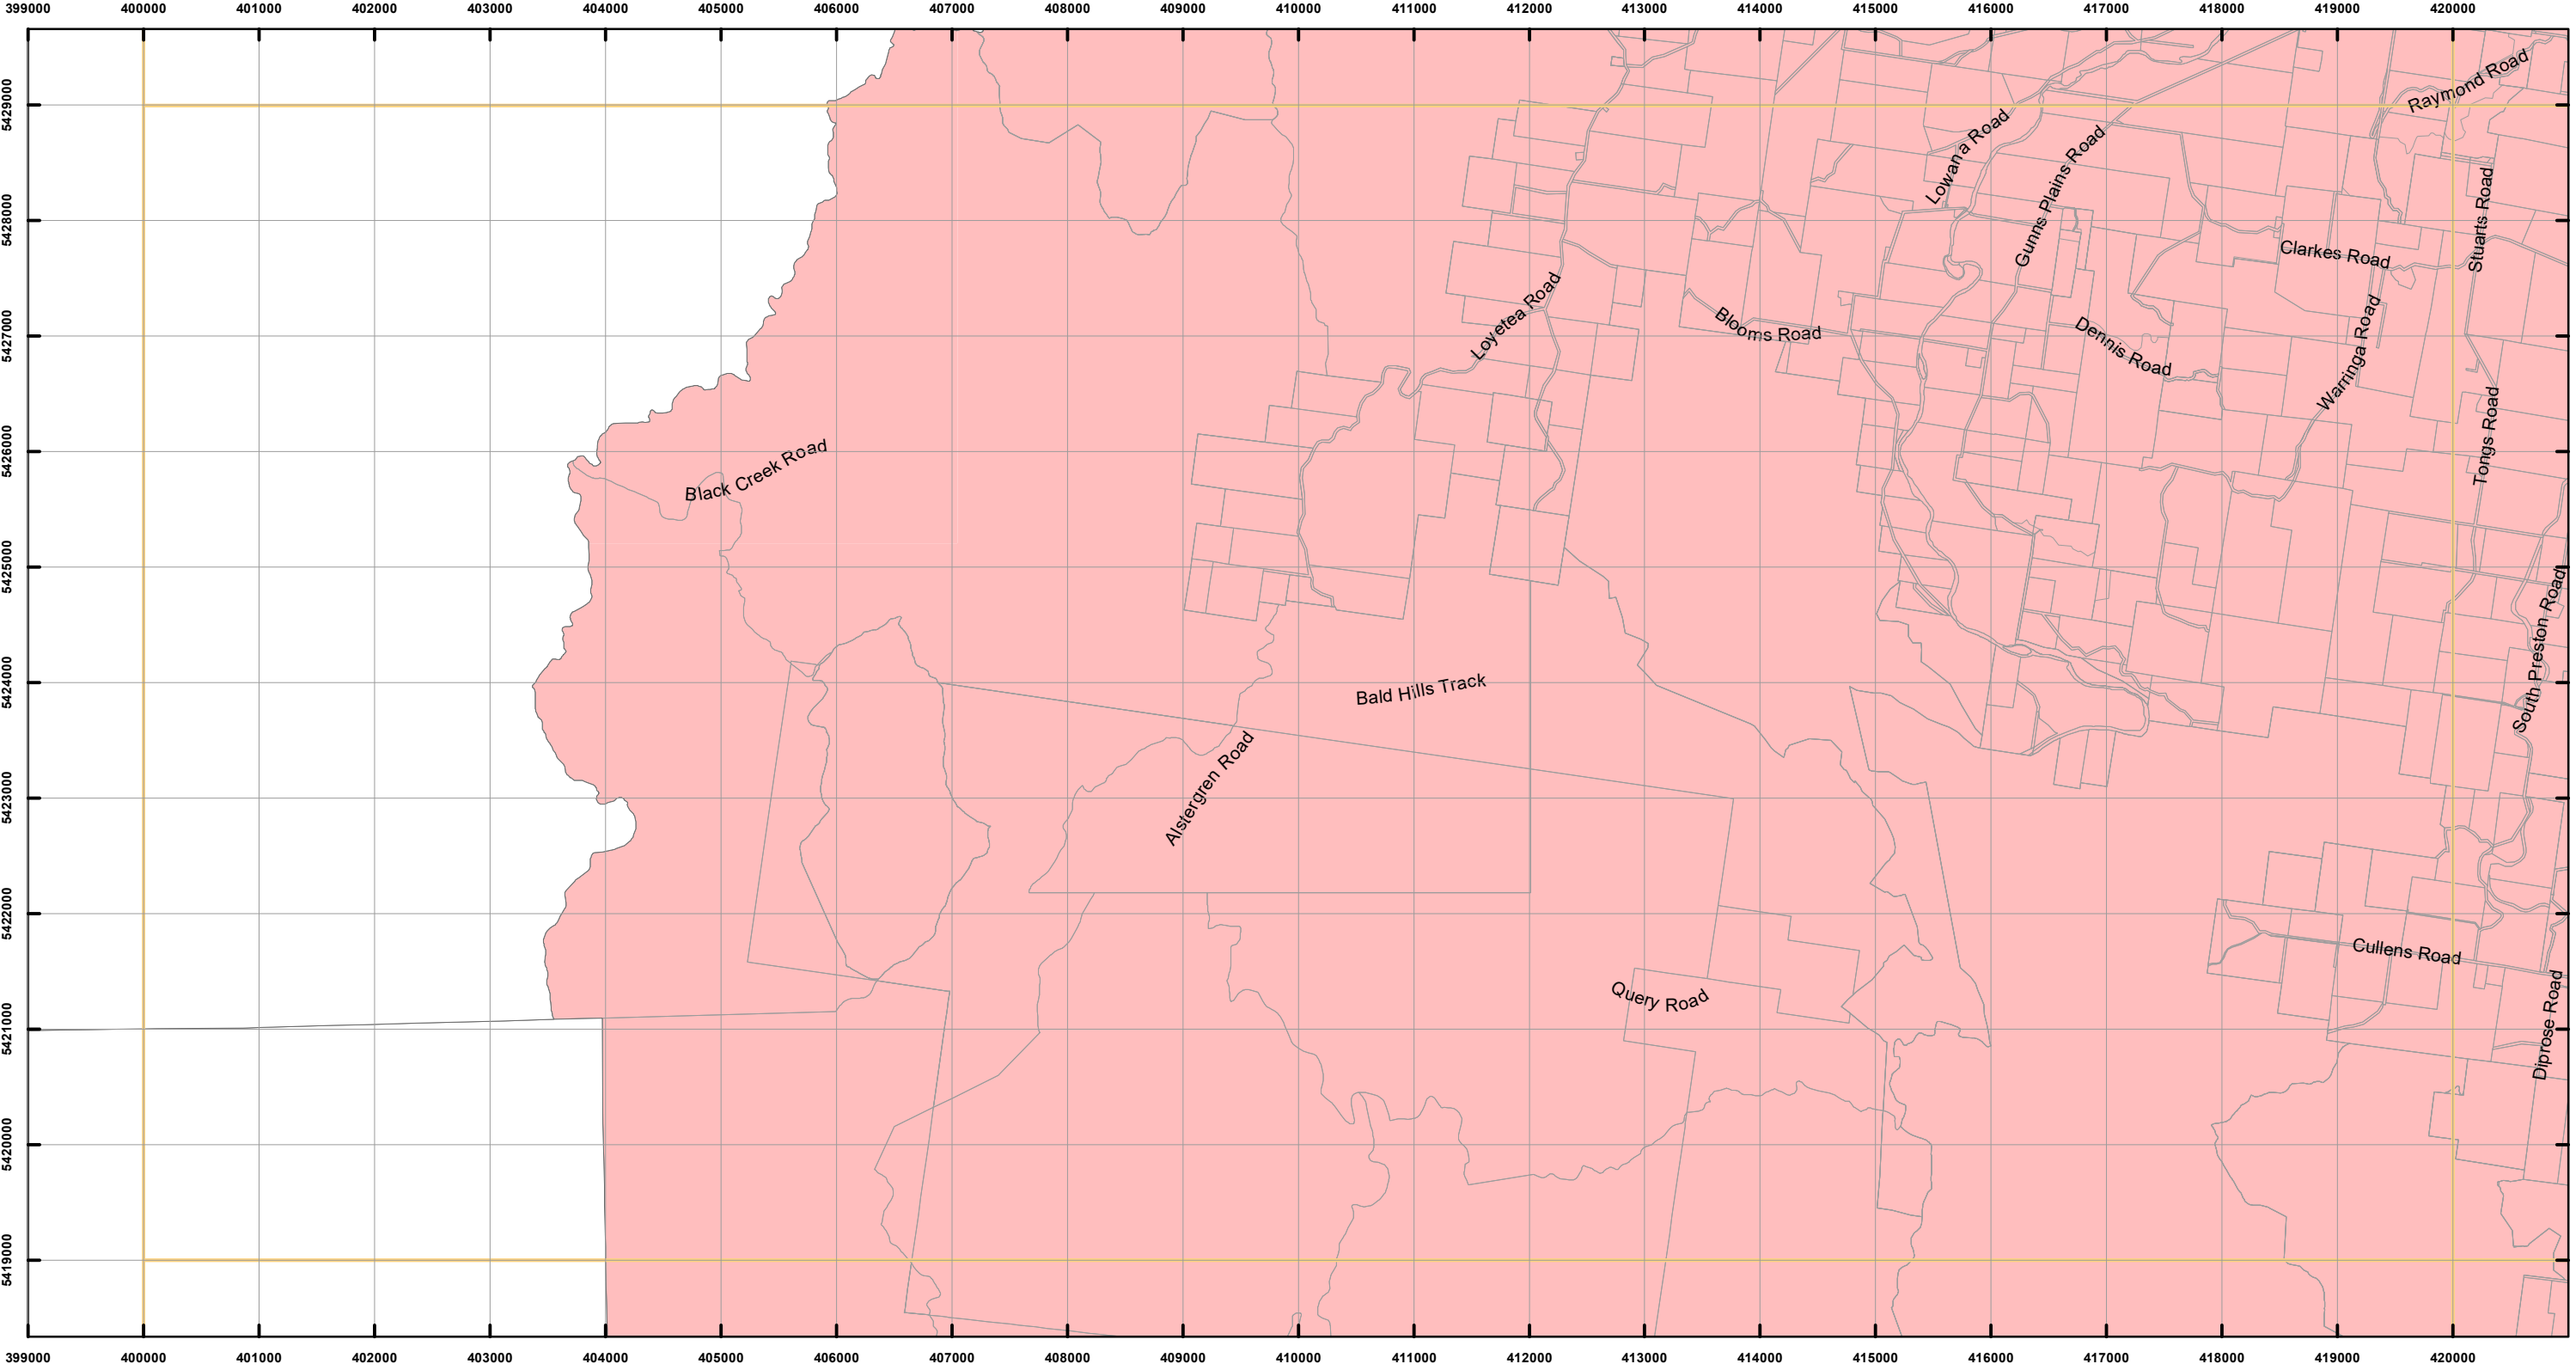 399000 400000 401000 402000 403000 404000 405000 406000 407000 408000 409000 410000 411000 412000 413000 414000 415000 416000 417000 418000 419000 420000
5429000
5428000
5427000
5426000
5425000
5424000
5423000
5422000
5421000
5420000
5419000
Raymond Road
Lowana Road
Gunns Plains Road
Stuarts Road
Clarkes Road
Loyetea Road
Blooms Road
Dennis Road
Warringa Road
Tongs Road
Black Creek Road
South Preston Road
Bald Hills Track
Alstergren Road
Cullens Road
Query Road
Diprose Road
399000 400000 401000 402000 403000 404000 405000 406000 407000 408000 409000 410000 411000 412000 413000 414000 415000 416000 417000 418000 419000 420000